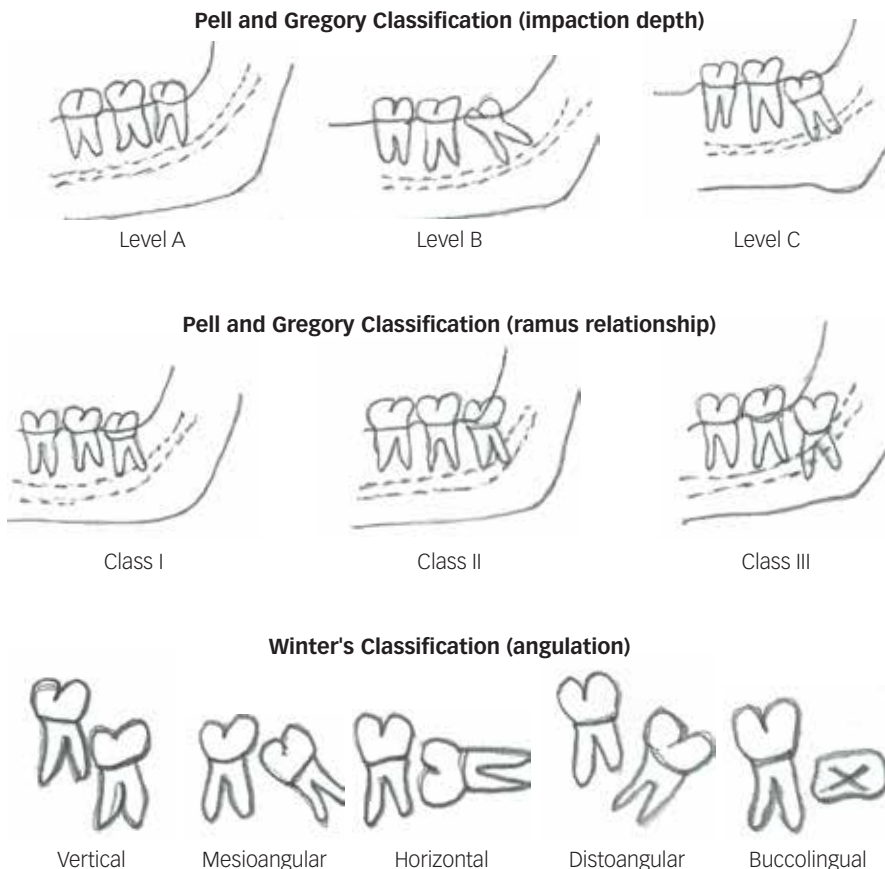 Pell and Gregory Classification (impaction depth)
Level A Level B Level C
Pell and Gregory Classification (ramus relationship)
Class I Class II Class III
Winter's Classification (angulation)
Vertical Mesioangular Horizontal Distoangular Buccolingual